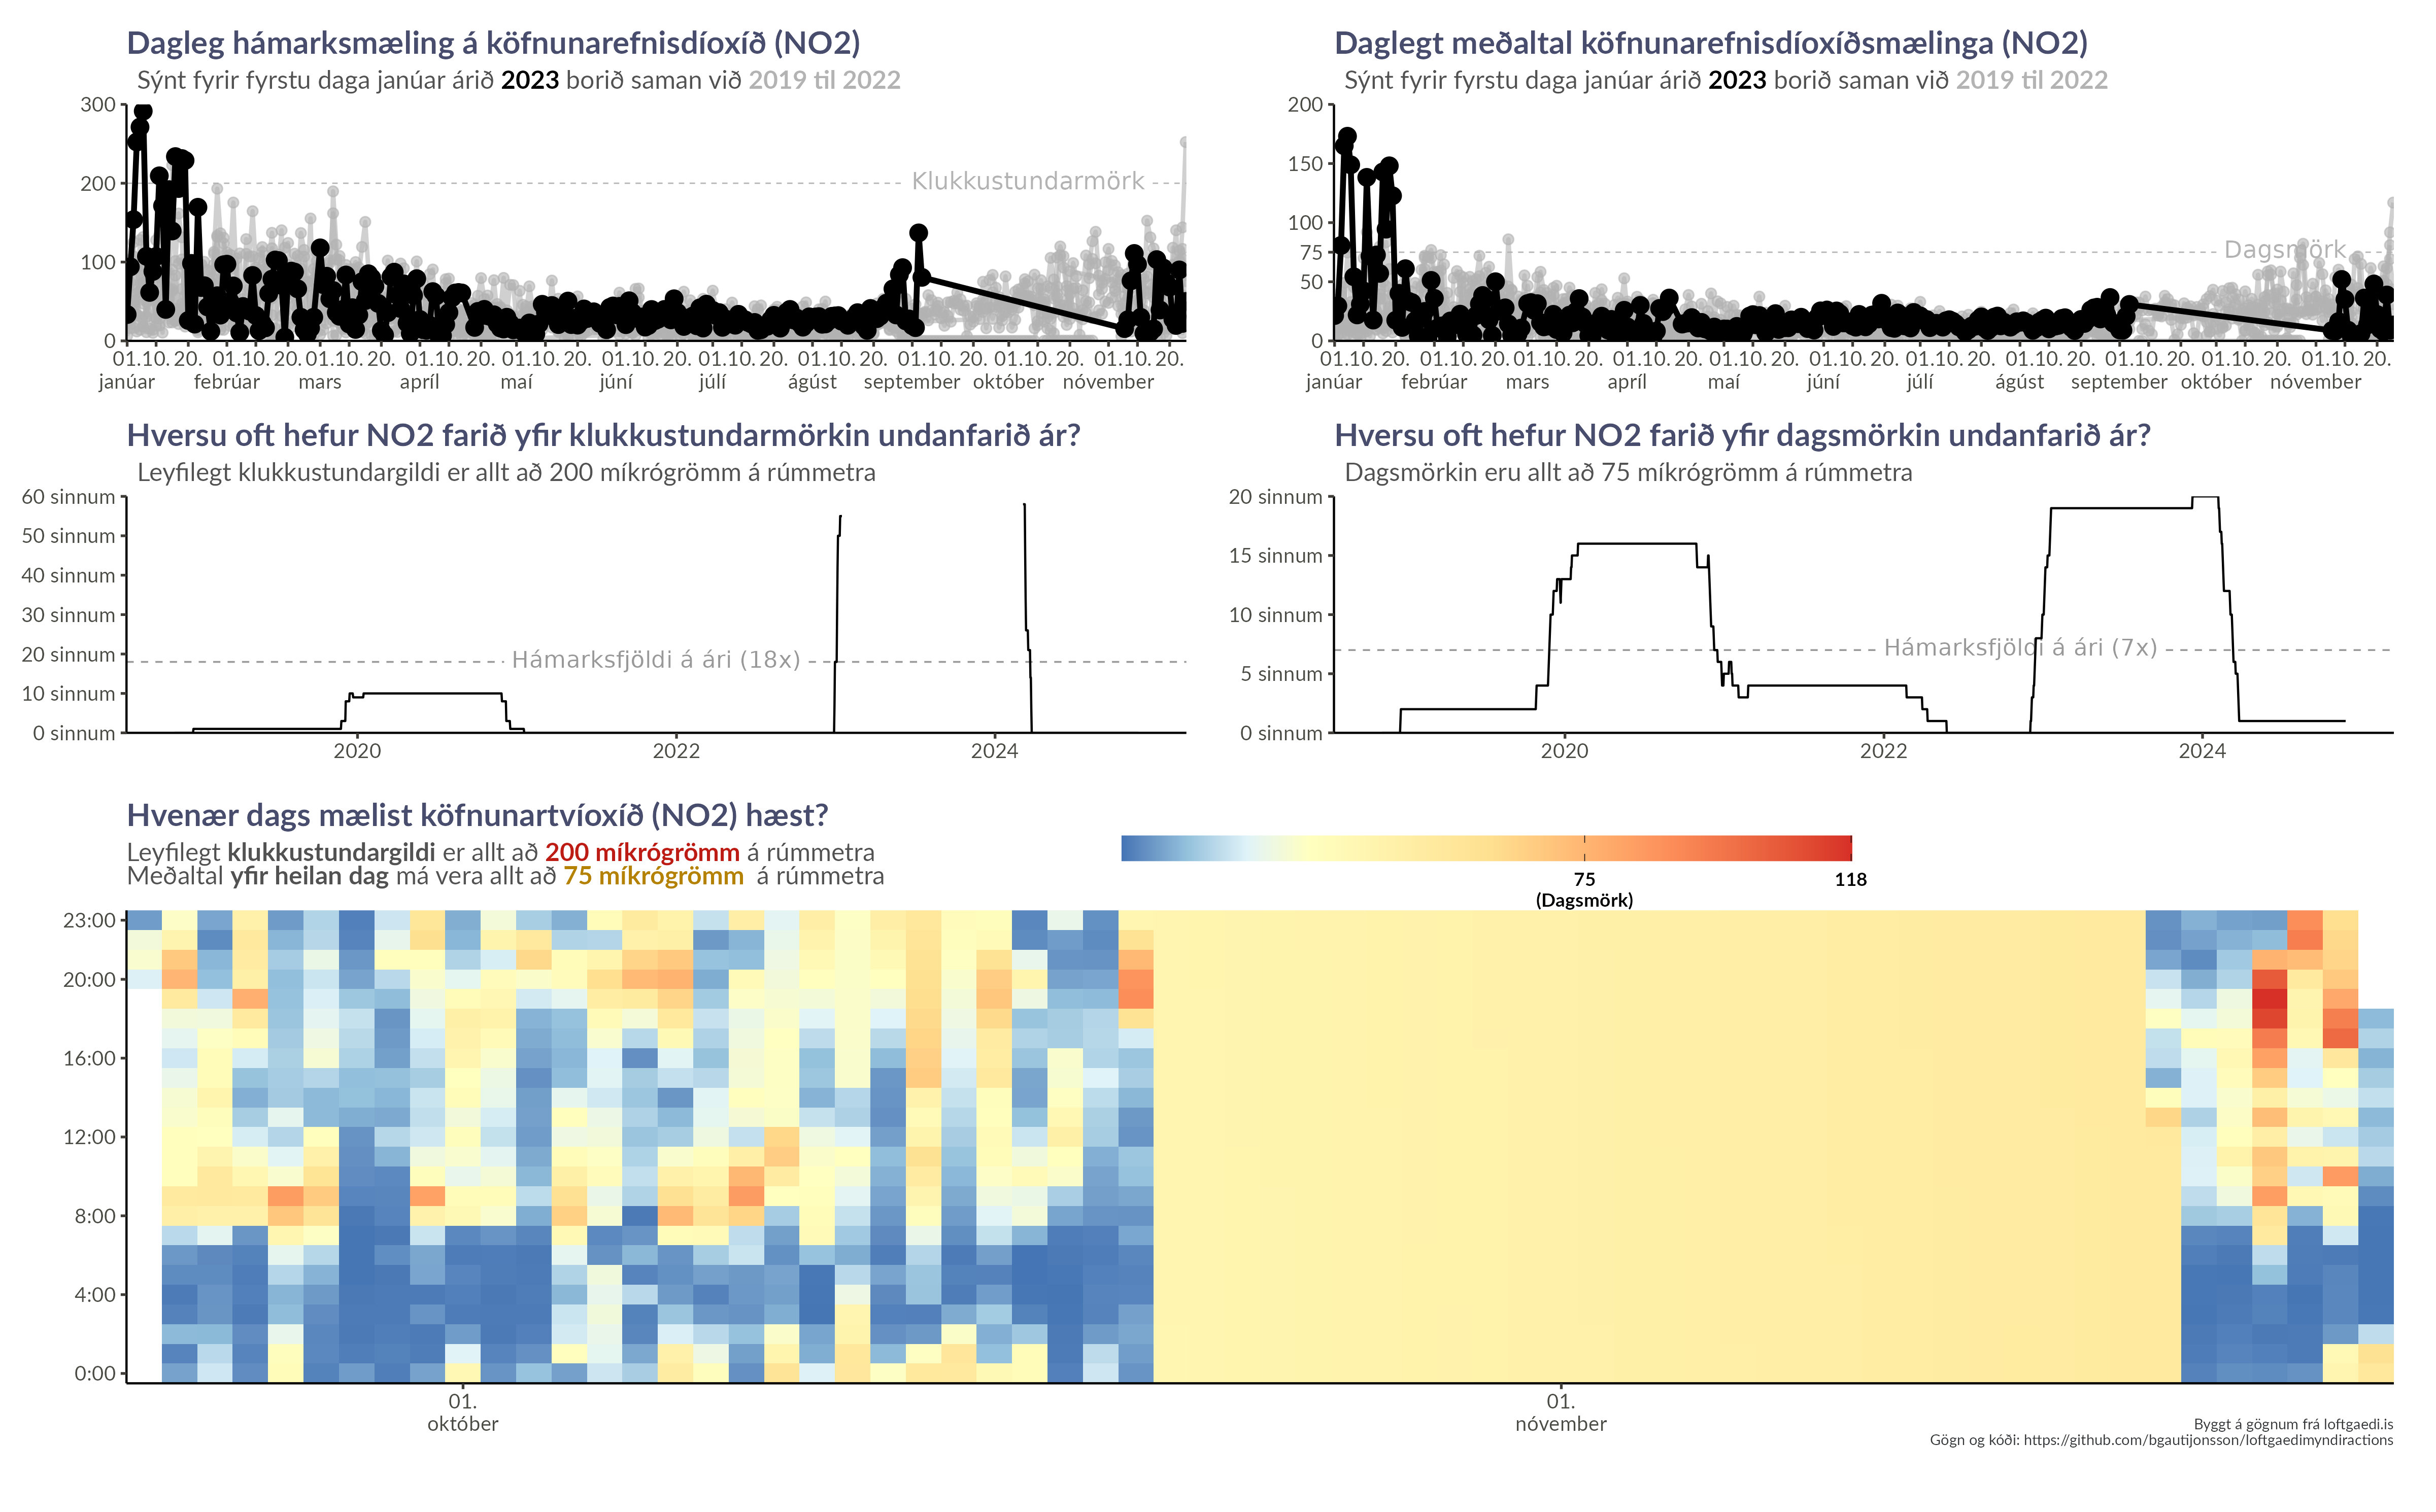 Dagleg hámarksmæling á köfnunarefnisdíoxíð (NO2)
Sýnt fyrir fyrstu daga janúar árið 2023 borið saman við 2019 til 2022
300
200
100
0
Klukkustundarmörk
01. 10. 20. 01. 10. 20. 01. 10. 20. 01. 10. 20. 01. 10. 20. 01. 10. 20. 01. 10. 20. 01. 10. 20. 01. 10. 20. 01. 10. 20. 01. 10. 20.
janúar febrúar mars apríl maí júní júlí ágúst september október nóvember
Daglegt meðaltal köfnunarefnisdíoxíðsmælinga (NO2)
Sýnt fyrir fyrstu daga janúar árið 2023 borið saman við 2019 til 2022
200
150
100
75
50
0
Dagsmörk
01. 10. 20. 01. 10. 20. 01. 10. 20. 01. 10. 20. 01. 10. 20. 01. 10. 20. 01. 10. 20. 01. 10. 20. 01. 10. 20. 01. 10. 20. 01. 10. 20.
janúar febrúar mars apríl maí júní júlí ágúst september október nóvember
Hversu oft hefur NO2 farið yfir klukkustundarmörkin undanfarið ár?
Leyfilegt klukkustundargildi er allt að 200 míkrógrömm á rúmmetra
60 sinnum
50 sinnum
40 sinnum
30 sinnum
20 sinnum
10 sinnum
0 sinnum
Hámarksfjöldi á ári (18x)
2020 2022 2024
Hversu oft hefur NO2 farið yfir dagsmörkin undanfarið ár?
Dagsmörkin eru allt að 75 míkrógrömm á rúmmetra
20 sinnum
15 sinnum
10 sinnum
5 sinnum
0 sinnum
Hámarksfjöldi á ári (7x)
2020 2022 2024
Hvenær dags mælist köfnunartvíoxíð (NO2) hæst?
Leyfilegt klukkustundargildi er allt að 200 míkrógrömm á rúmmetra
Meðaltal yfir heilan dag má vera allt að 75 míkrógrömm á rúmmetra
75 118
(Dagsmörk)
23:00
20:00
16:00
12:00
8:00
4:00
0:00
01. 01.
október nóvember
Byggt á gögnum frá loftgaedi.is
Gögn og kóði: https://github.com/bgautijonsson/loftgaedimyndiractions